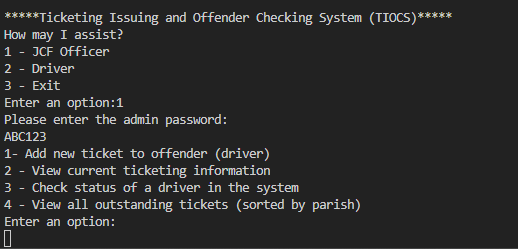 *****Ticketing Issuing and Offender Checking System (TIOCS)*****
How may I assist?
1 - JCF Officer
2 - Driver
3 - Exit
Enter an option:1
Please enter the admin password:
ABC123
1- Add new ticket to offender (driver)
2 - View current ticketing information
3 - Check status of a driver in the system
4 - View all outstanding tickets (sorted by parish)
Enter an option: